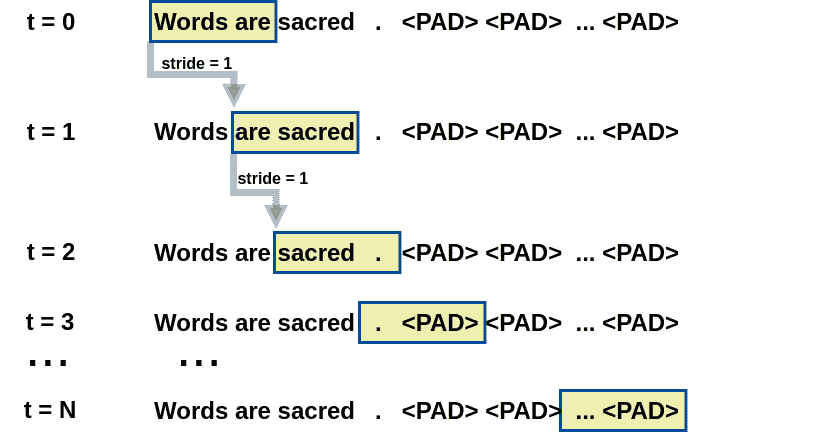 t = 0 Words are sacred . <PAD> <PAD> ... <PAD>
stride = 1
t = 1 Words are sacred . <PAD> <PAD> ... <PAD>
stride = 1
t = 2 Words are sacred . <PAD> <PAD> ... <PAD>
t = 3 Words are sacred . <PAD> <PAD> ... <PAD>
... ...
t = N Words are sacred . <PAD> <PAD> ... <PAD>